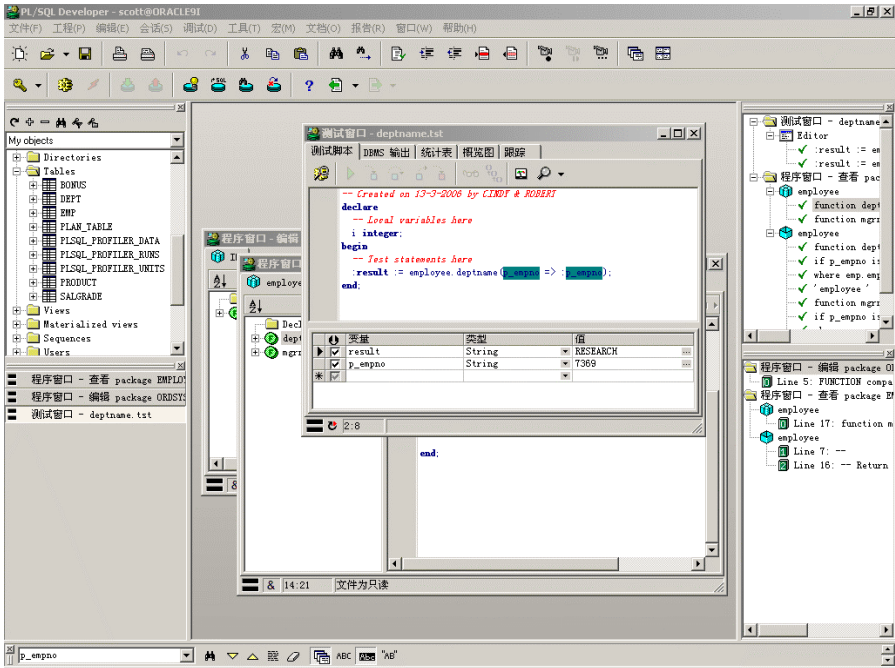 PL/SQL Developer - scott@ORACLE9I
文件(F) 工程(P) 编辑(E) 会话(S) 调试(D) 工具(T) 宏(M) 文档(O) 报告(R) 窗口(W) 帮助(H)
My objects
Directories
Tables
BONUS
DEPT
EMP
PLAN_TABLE
PLSQL_PROFILER_DATA
PLSQL_PROFILER_RUNS
PLSQL_PROFILER_UNITS
PRODUCT
SALGRADE
Views
Materialized views
Sequences
Users
程序窗口 - 查看 package EMPLO
程序窗口 - 编辑 package ORDSY
测试窗口 - deptname.tst
程序窗口 - 编辑
程序窗口
employe
Decl
dept
mgrn
end;
& 14:21 文件为只读
测试窗口 - deptname.tst
测试脚本 DBMS 输出 统计表 概览图 跟踪
-- Created on 13-3-2006 by CINDY & ROBERT
declare
-- Local variables here
i integer;
begin
-- Test statements here
:result := employee.deptname(p_empno => :p_empno);
end;
变量 类型 值
result String RESEARCH
p_empno String 7369
2:8
测试窗口 - deptname
Editor
:result := em
:result := em
程序窗口 - 查看 pac
employee
function dept
function mgrn
employee
function dept
if p_empno is
where emp.emp
'employee '
function mgrn
if p_empno is
程序窗口 - 编辑 package OR
Line 5: FUNCTION compa
程序窗口 - 查看 package EM
employee
Line 17: function m
employee
Line 7: --
Line 16: -- Return
p_empno
ABC Abc "AB"